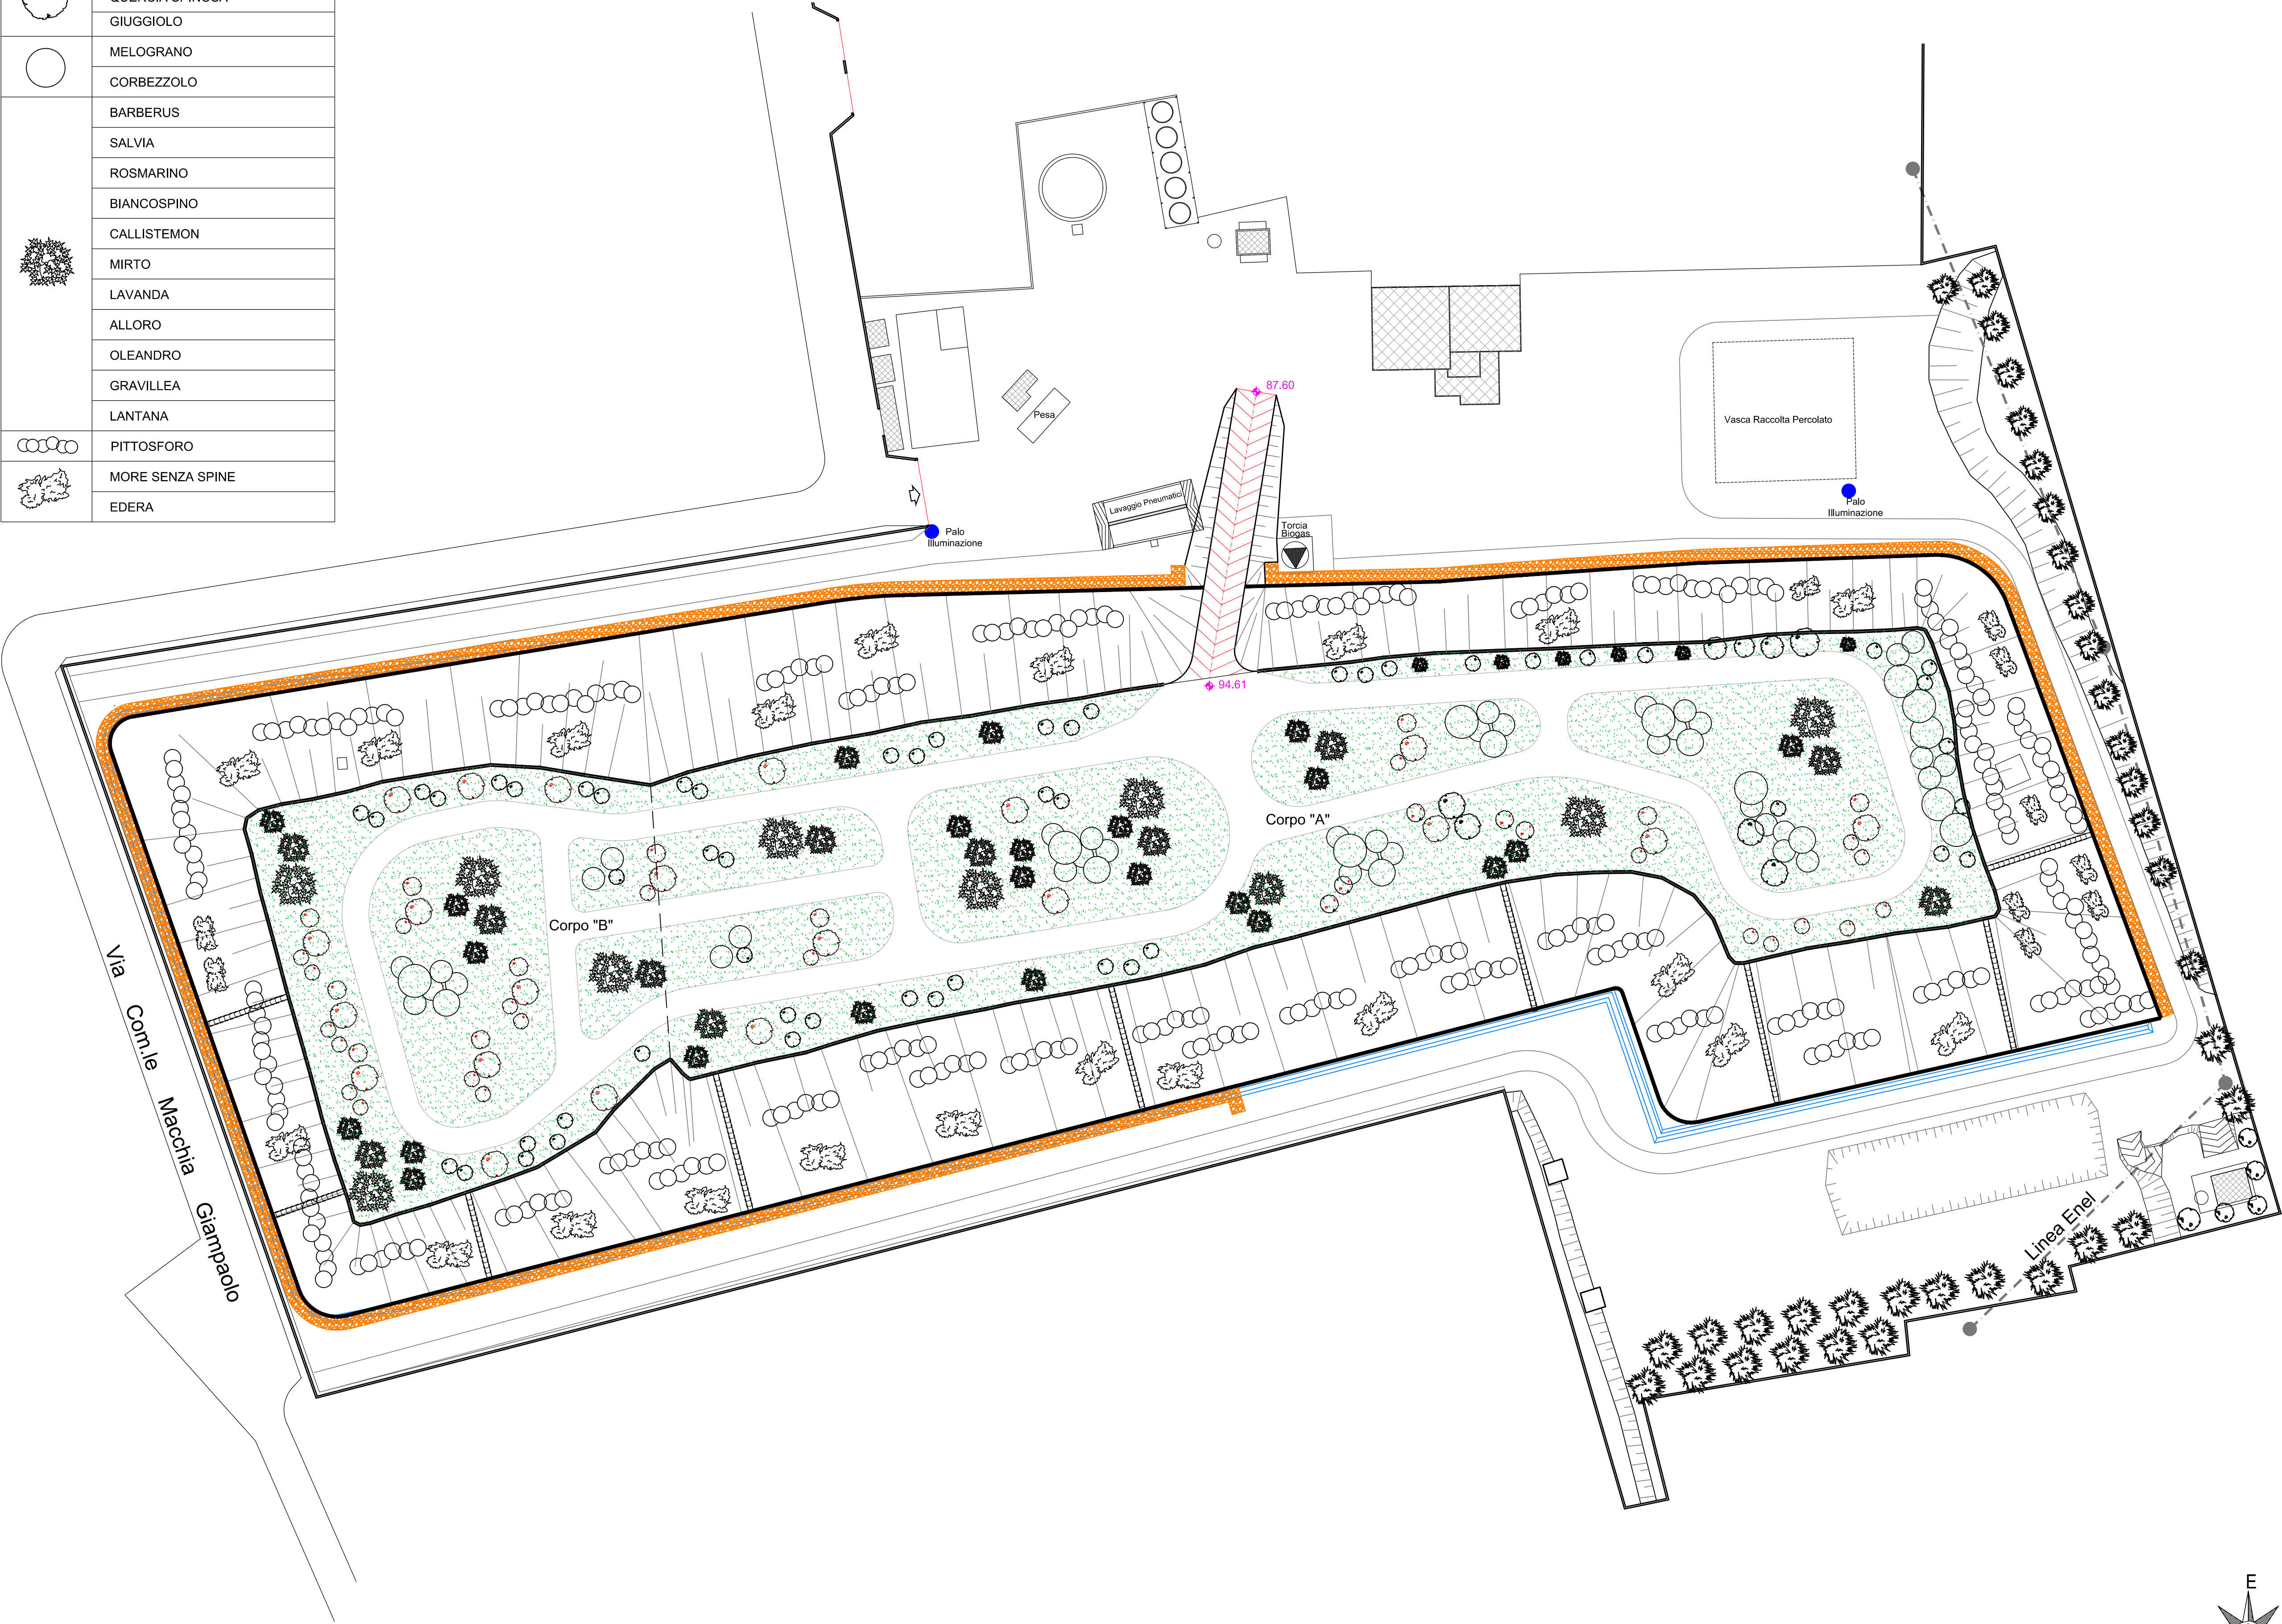 GIUGGIOLO
MELOGRANO
CORBEZZOLO
BARBERUS
SALVIA
ROSMARINO
BIANCOSPINO
CALLISTEMON
MIRTO
LAVANDA
ALLORO
OLEANDRO
GRAVILLEA
LANTANA
PITTOSFORO
MORE SENZA SPINE
EDERA
87.60
Pesa
Vasca Raccolta Percolato
Lavaggio Pneumatici
Palo
Illuminazione
Torcia
Biogas
Palo
Illuminazione
94.61
Corpo "A"
Corpo "B"
Via Com.le Macchia Giampaolo
Linea Enel
E